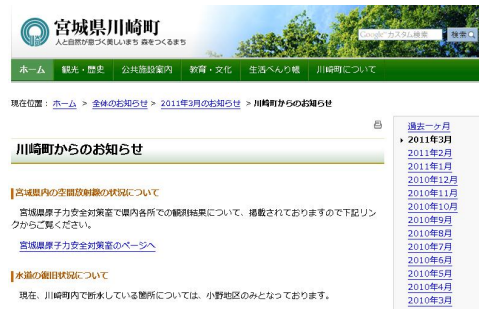 宮城県川崎町
人と自然が息づく美しいまち 森をつくるまち
Google カスタム検索
検索
ホーム 観光・歴史 公共施設案内 教育・文化 生活べんり帳 川崎町について
現在位置： ホーム > 全体のお知らせ > 2011年3月のお知らせ > 川崎町からのお知らせ
川崎町からのお知らせ
宮城県内の空間放射線の状況について
宮城県原子力安全対策室で県内各所での観測結果について、掲載されておりますので下記リン
クからご覧ください。
宮城県原子力安全対策室のページへ
水道の復旧状況について
現在、川崎町内で断水している箇所については、小野地区のみとなっております。
過去一ヶ月
2011年3月
2011年2月
2011年1月
2010年12月
2010年11月
2010年10月
2010年9月
2010年8月
2010年7月
2010年6月
2010年5月
2010年4月
2010年3月